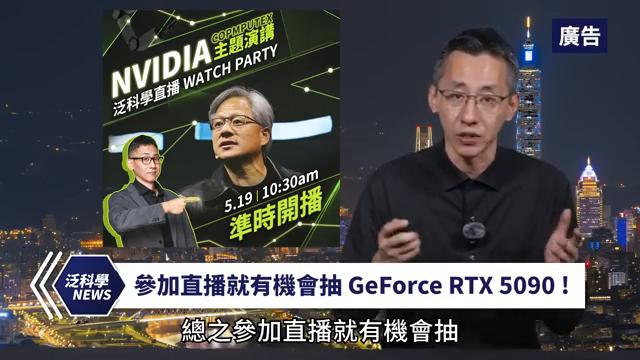 COPMPUTEX
NVIDIA 主題演講
泛科學直播 WATCH PARTY
5.19 | 10:30am
準時開播
廣告
泛科學
NEWS
參加直播就有機會抽 GeForce RTX 5090 !
總之參加直播就有機會抽